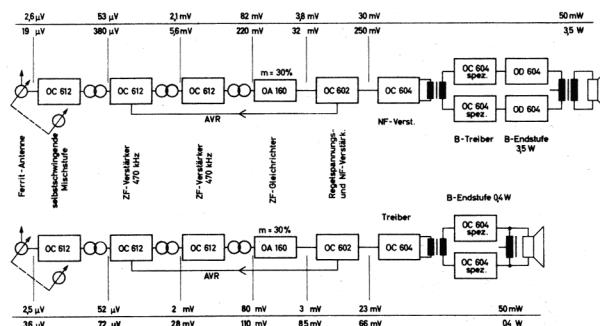 2,6 µV 53 µV 2,1 mV 82 mV 3,8 mV 30 mV 50 mW
19 µV 380 µV 5,6 mV 220 mV 32 mV 250 mV 3,5 W
m = 30%
OC 612 OC 612 OC 612 OA 160 OC 602 OC 604
OC 604 spez. OD 604
OC 604 spez. OD 604
AVR
NF-Verst.
B-Treiber
B-Endstufe 3,5 W
Ferrit-Antenne
selbstschwingende Mischstufe
ZF-Verstärker 470 kHz
ZF-Verstärker 470 kHz
ZF-Gleichrichter
Regelspannungs- und NF-Verstärk.
B-Endstufe 0,4 W
Treiber
m = 30%
OC 612 OC 612 OC 612 OA 160 OC 602 OC 604
OC 604 spez.
OC 604 spez.
AVR
2,5 µV 52 µV 2 mV 80 mV 3 mV 23 mV 50 mW
3,6 µV 72 µV 2,8 mV 110 mV 8,5 mV 66 mV 0,4 W